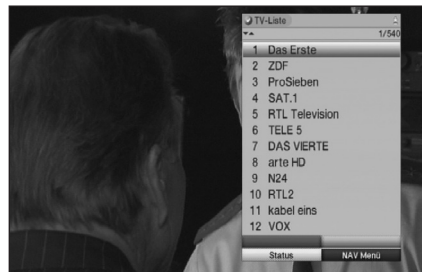 TV-Liste
1/540
1 Das Erste
2 ZDF
3 ProSieben
4 SAT.1
5 RTL Television
6 TELE 5
7 DAS VIERTE
8 arte HD
9 N24
10 RTL2
11 kabel eins
12 VOX
Status NAV Menü